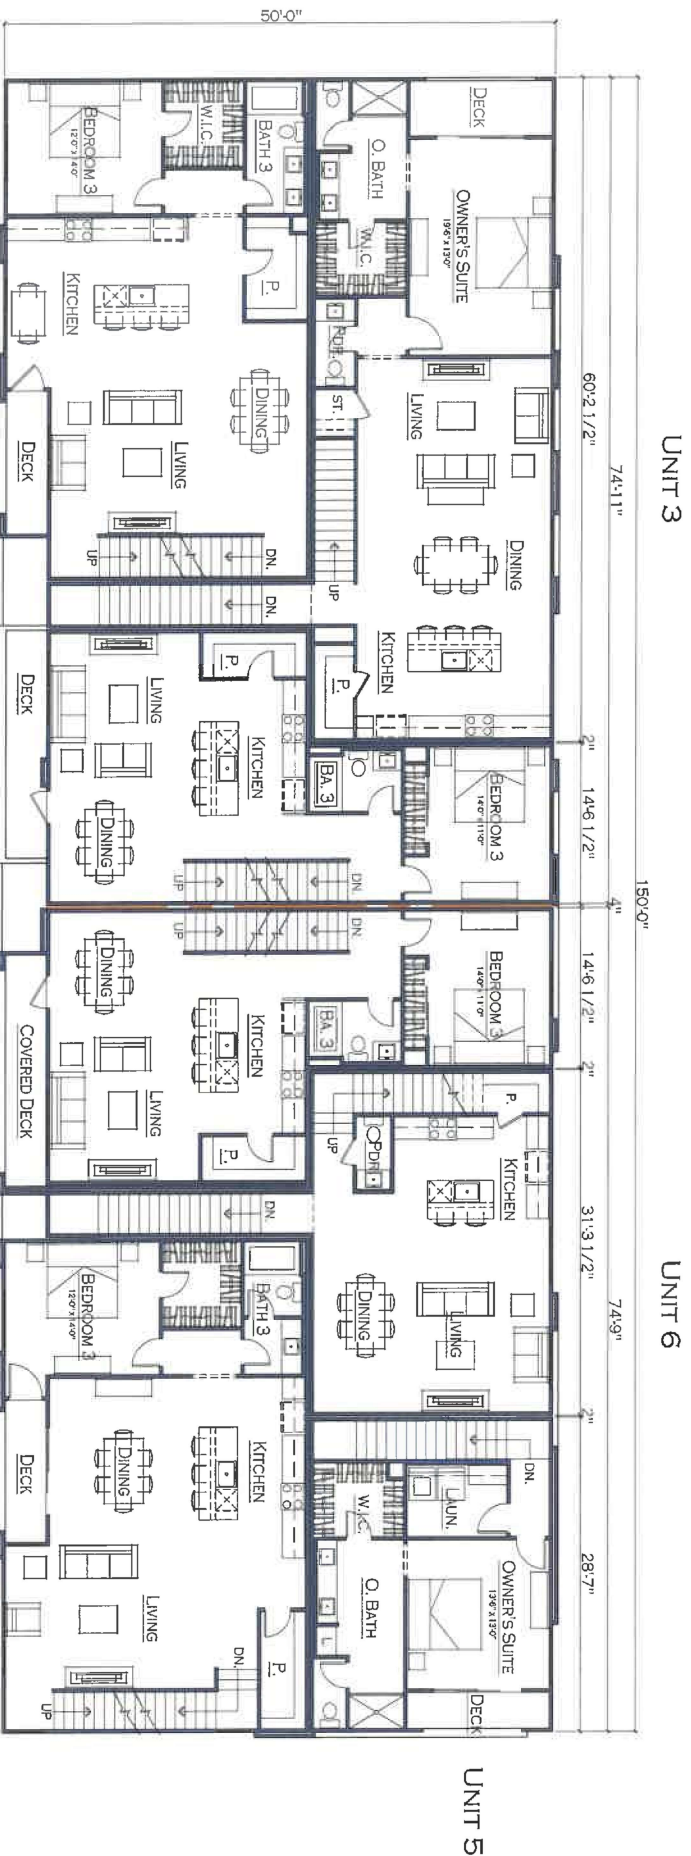 50'-0"
UNIT 3
UNIT 6
UNIT 5
150'-0"
74'-11"
74'-9"
60'-2 1/2"
2"
14'-6 1/2"
4"
14'-6 1/2"
2"
31'-3 1/2"
2"
28'-7"
DECK
OWNER'S SUITE
19'-6" x 13'-0"
O. BATH
W.I.C.
PDR.
ST.
LIVING
DINING
KITCHEN
P.
UP
BEDROOM 3
12'-0" x 14'-0"
W.I.C.
BATH 3
P.
KITCHEN
DINING
LIVING
DECK
DN.
UP
DN.
BEDROOM 3
14'-0" x 11'-0"
BA. 3
P.
KITCHEN
LIVING
DINING
DECK
DN.
UP
BEDROOM 3
14'-0" x 11'-0"
BA. 3
DN.
UP
KITCHEN
DINING
LIVING
P.
COVERED DECK
P.
UP
PDR
KITCHEN
DINING
LIVING
DN.
BEDROOM 3
12'-0" x 14'-0"
BATH 3
KITCHEN
DINING
LIVING
DECK
P.
DN.
UP
DN.
LAUN.
W.I.C.
OWNER'S SUITE
13'-6" x 13'-0"
O. BATH
L
DECK